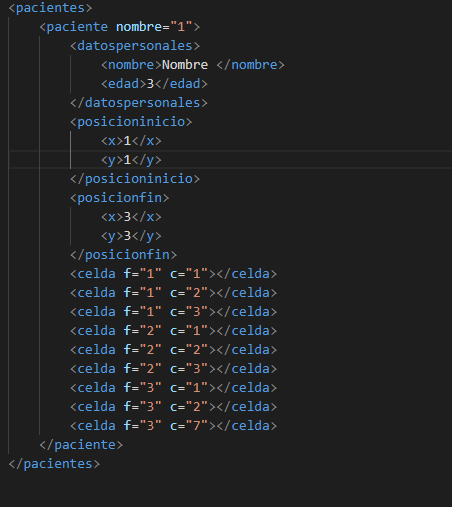 <pacientes>
<paciente nombre="1">
<datospersonales>
<nombre>Nombre </nombre>
<edad>3</edad>
</datospersonales>
<posicioninicio>
<x>1</x>
<y>1</y>
</posicioninicio>
<posicionfin>
<x>3</x>
<y>3</y>
</posicionfin>
<celda f="1" c="1"></celda>
<celda f="1" c="2"></celda>
<celda f="1" c="3"></celda>
<celda f="2" c="1"></celda>
<celda f="2" c="2"></celda>
<celda f="2" c="3"></celda>
<celda f="3" c="1"></celda>
<celda f="3" c="2"></celda>
<celda f="3" c="7"></celda>
</paciente>
</pacientes>